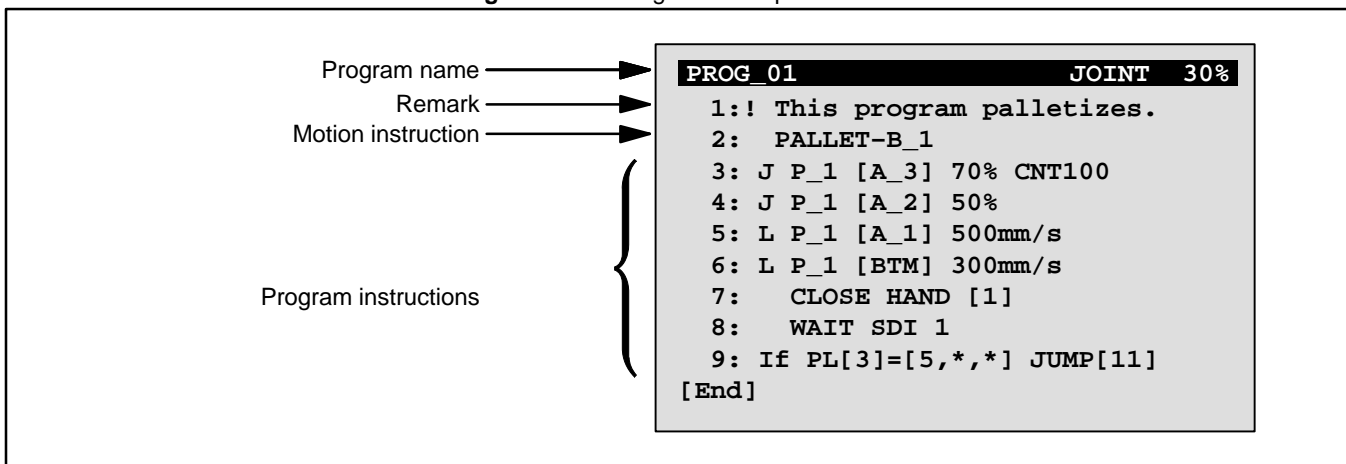 Program name
Remark
Motion instruction
Program instructions
PROG_01 JOINT 30%
1:! This program palletizes.
2: PALLET–B_1
3: J P_1 [A_3] 70% CNT100
4: J P_1 [A_2] 50%
5: L P_1 [A_1] 500mm/s
6: L P_1 [BTM] 300mm/s
7: CLOSE HAND [1]
8: WAIT SDI 1
9: If PL[3]=[5,*,*] JUMP[11]
[End]